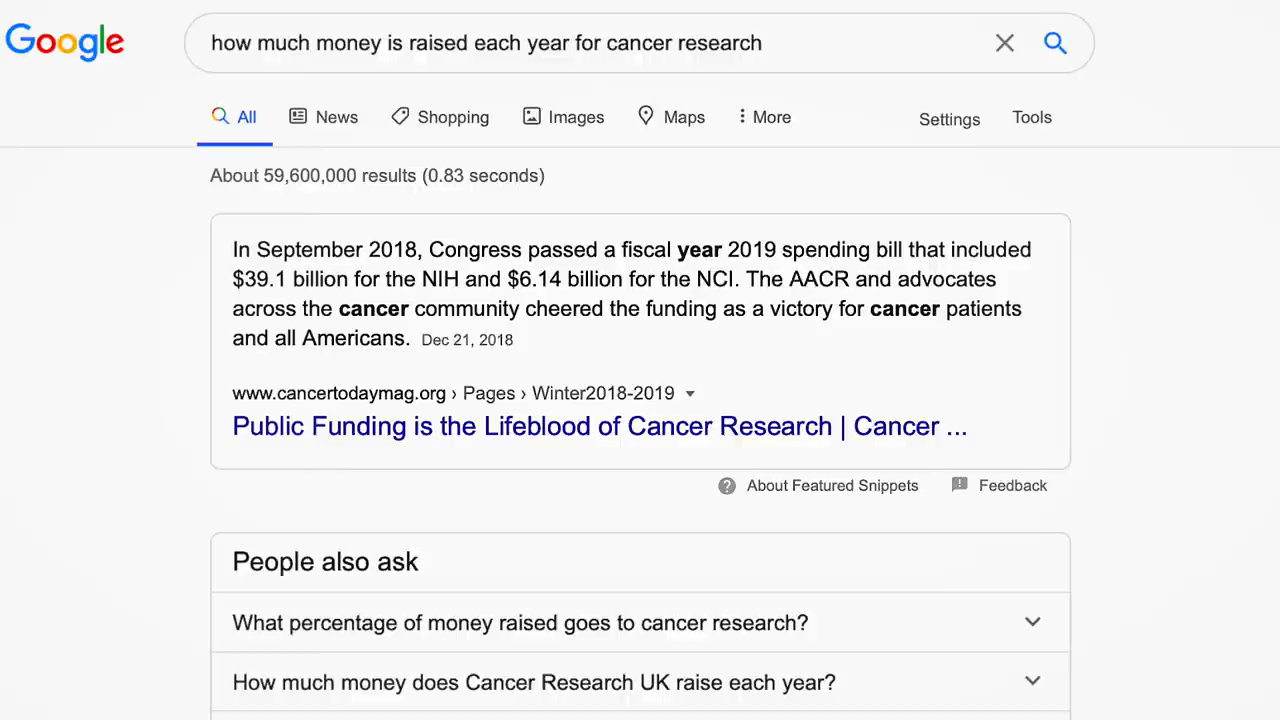 Google
how much money is raised each year for cancer research
All News Shopping Images Maps More Settings Tools
About 59,600,000 results (0.83 seconds)
In September 2018, Congress passed a fiscal year 2019 spending bill that included
$39.1 billion for the NIH and $6.14 billion for the NCI. The AACR and advocates
across the cancer community cheered the funding as a victory for cancer patients
and all Americans. Dec 21, 2018
www.cancertodaymag.org › Pages › Winter2018-2019
Public Funding is the Lifeblood of Cancer Research | Cancer ...
About Featured Snippets Feedback
People also ask
What percentage of money raised goes to cancer research?
How much money does Cancer Research UK raise each year?